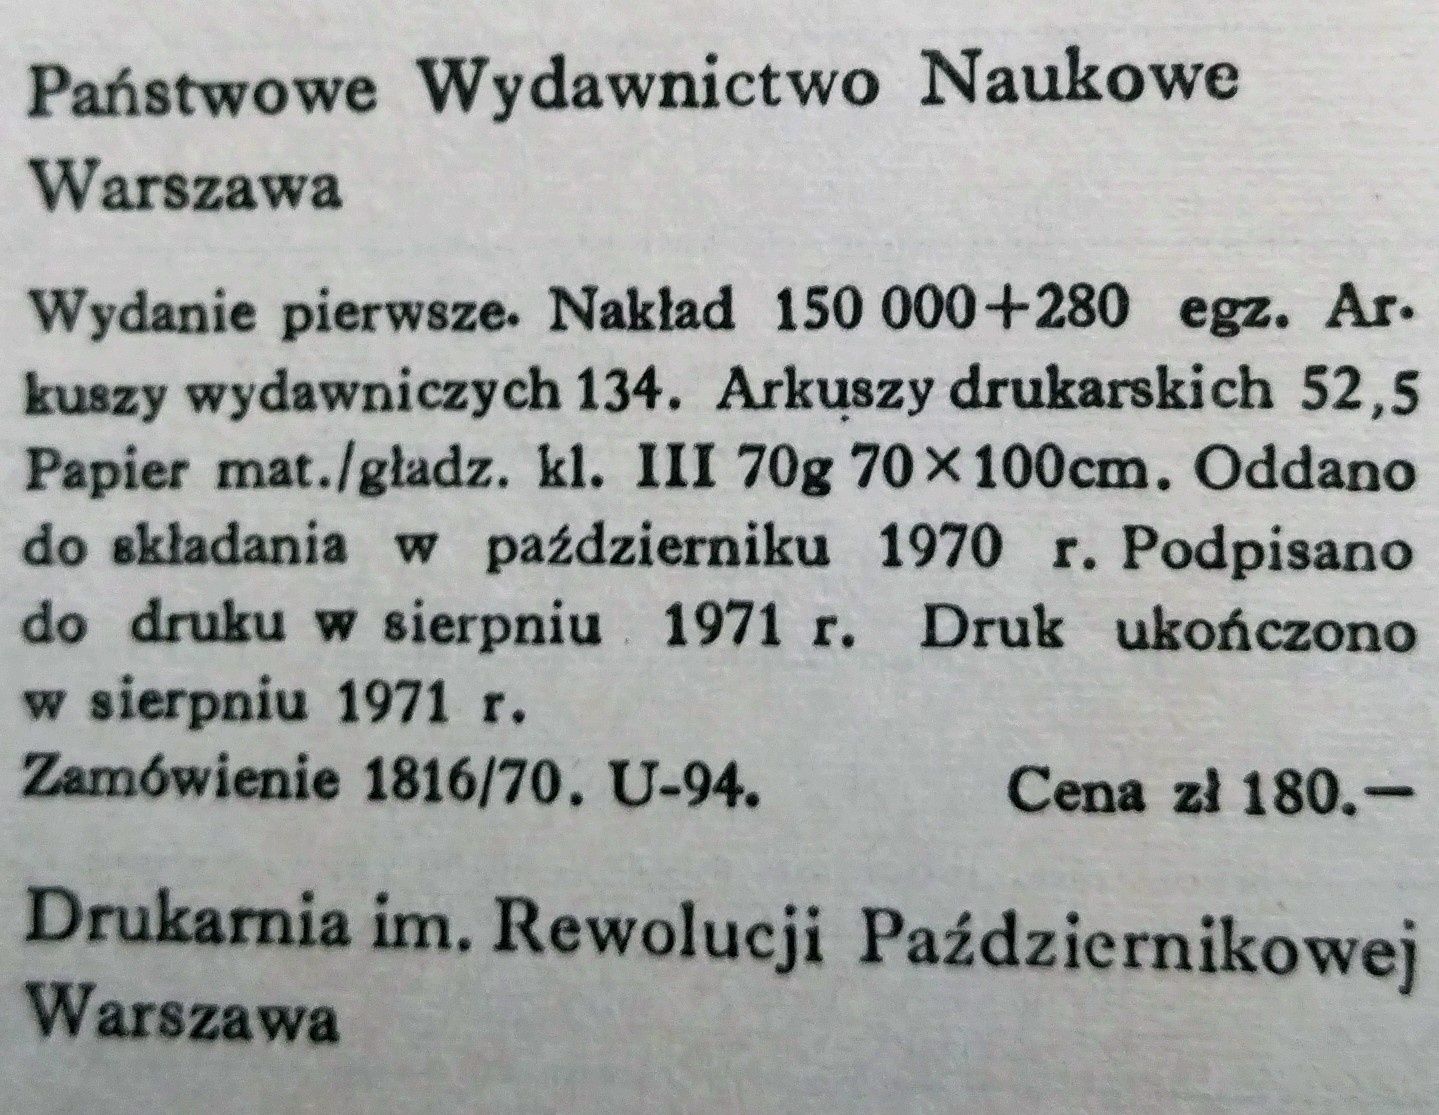 Państwowe Wydawnictwo Naukowe
Warszawa
Wydanie pierwsze. Nakład 150 000+280 egz. Ar-
kuszy wydawniczych 134. Arkuszy drukarskich 52,5
Papier mat./gładz. kl. III 70g 70×100cm. Oddano
do składania w październiku 1970 r. Podpisano
do druku w sierpniu 1971 r. Druk ukończono
w sierpniu 1971 r.
Zamówienie 1816/70. U-94. Cena zł 180.—
Drukarnia im. Rewolucji Październikowej
Warszawa